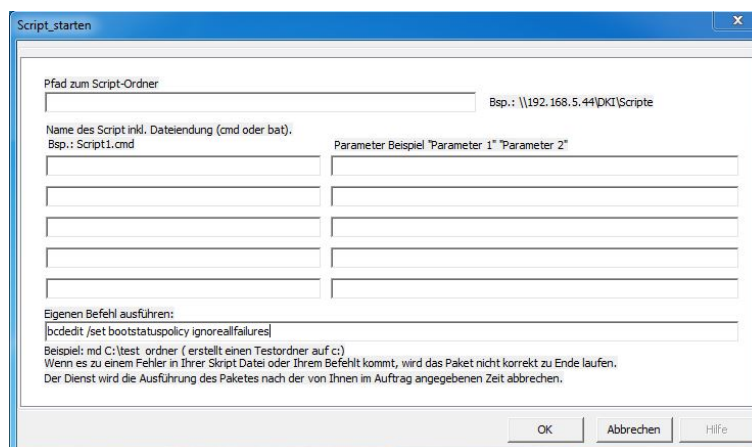 Script_starten
Pfad zum Script-Ordner
Bsp.: \\192.168.5.44\DKI\Scripte
Name des Script inkl. Dateiendung (cmd oder bat).
Bsp.: Script1.cmd
Parameter Beispiel "Parameter 1" "Parameter 2"
Eigenen Befehl ausführen:
bcdedit /set bootstatuspolicy ignoreallfailures
Beispiel: md C:\test_ordner ( erstellt einen Testordner auf c:)
Wenn es zu einem Fehler in Ihrer Skript Datei oder Ihrem Befehlt kommt, wird das Paket nicht korrekt zu Ende laufen.
Der Dienst wird die Ausführung des Paketes nach der von Ihnen im Auftrag angegebenen Zeit abbrechen.
OK
Abbrechen
Hilfe